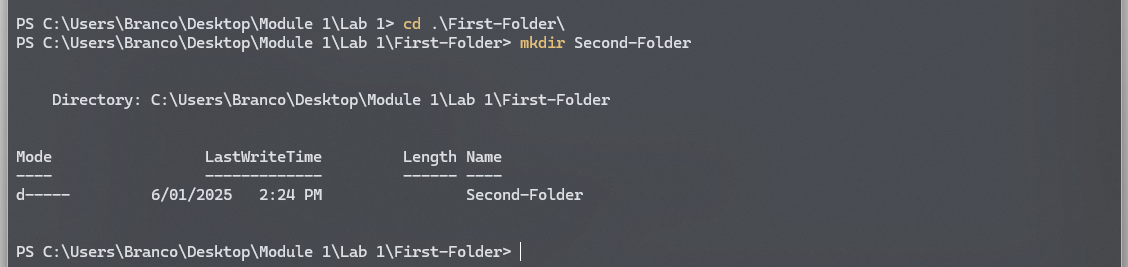 PS C:\Users\Branco\Desktop\Module 1\Lab 1> cd .\First-Folder\
PS C:\Users\Branco\Desktop\Module 1\Lab 1\First-Folder> mkdir Second-Folder
    Directory: C:\Users\Branco\Desktop\Module 1\Lab 1\First-Folder
Mode                 LastWriteTime         Length Name
----                 -------------         ------ ----
d-----         6/01/2025   2:24 PM                Second-Folder
PS C:\Users\Branco\Desktop\Module 1\Lab 1\First-Folder>